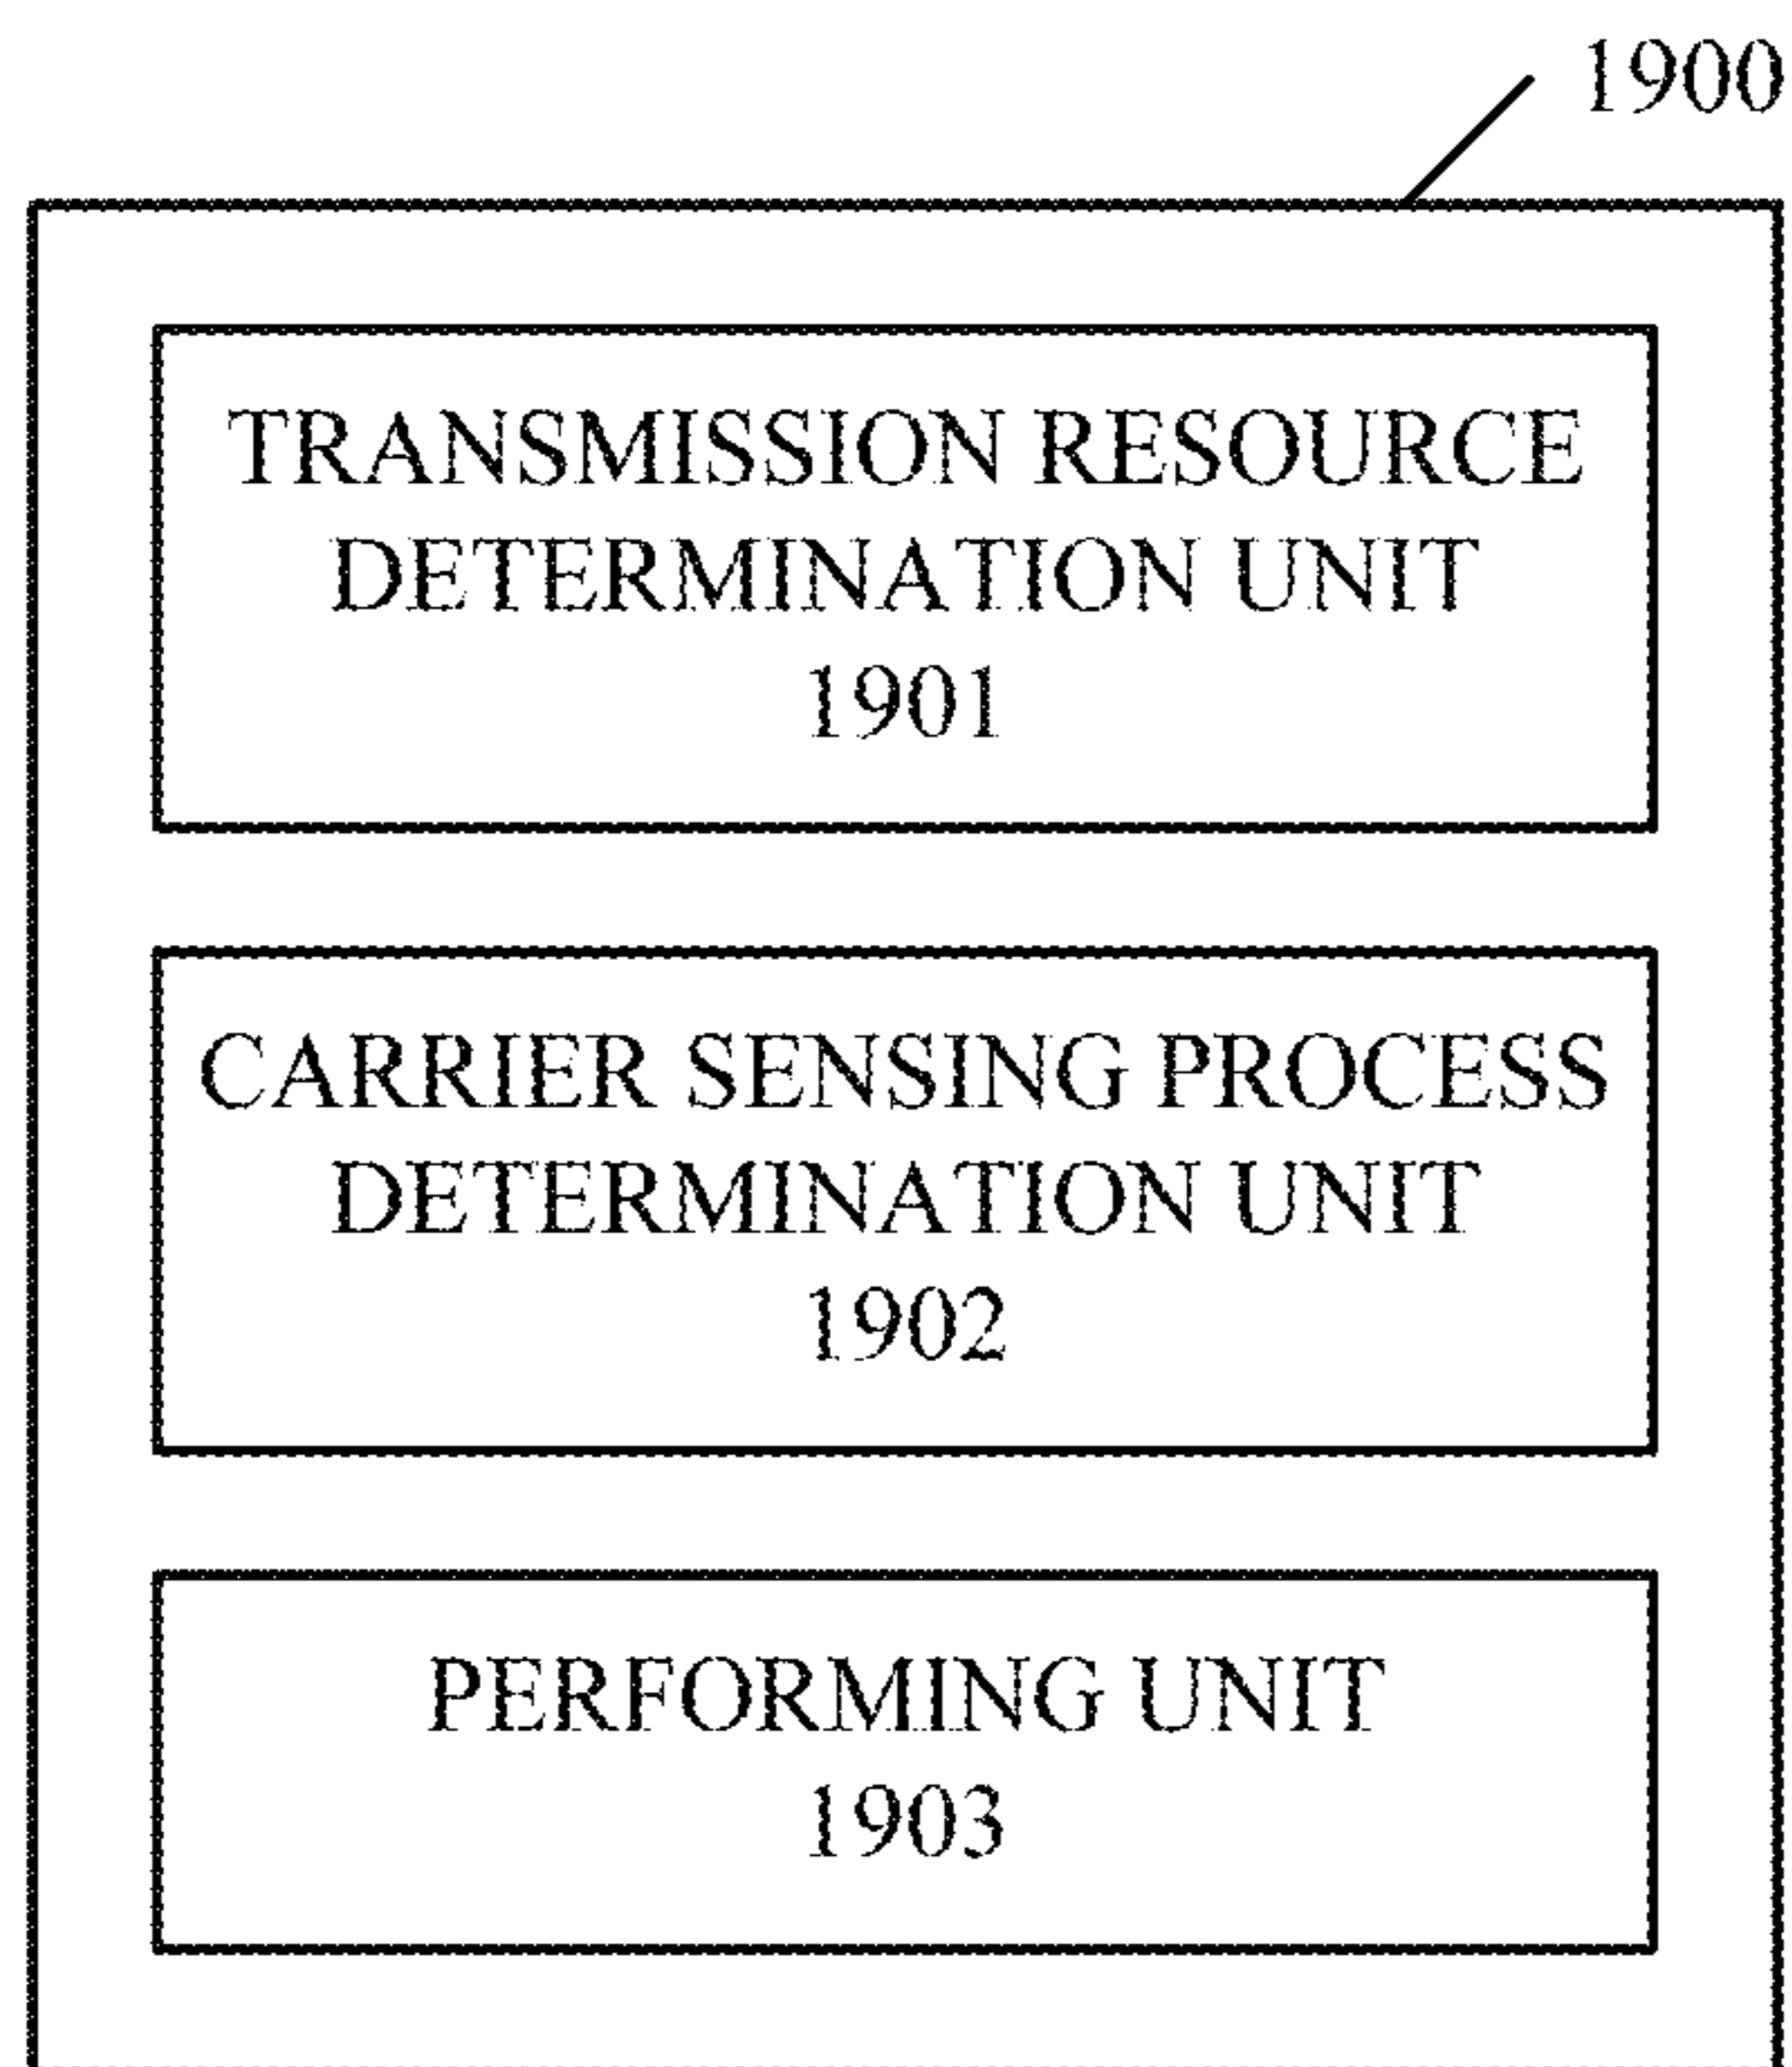 1900
TRANSMISSION RESOURCE
DETERMINATION UNIT
1901
CARRIER SENSING PROCESS
DETERMINATION UNIT
1902
PERFORMING UNIT
1903